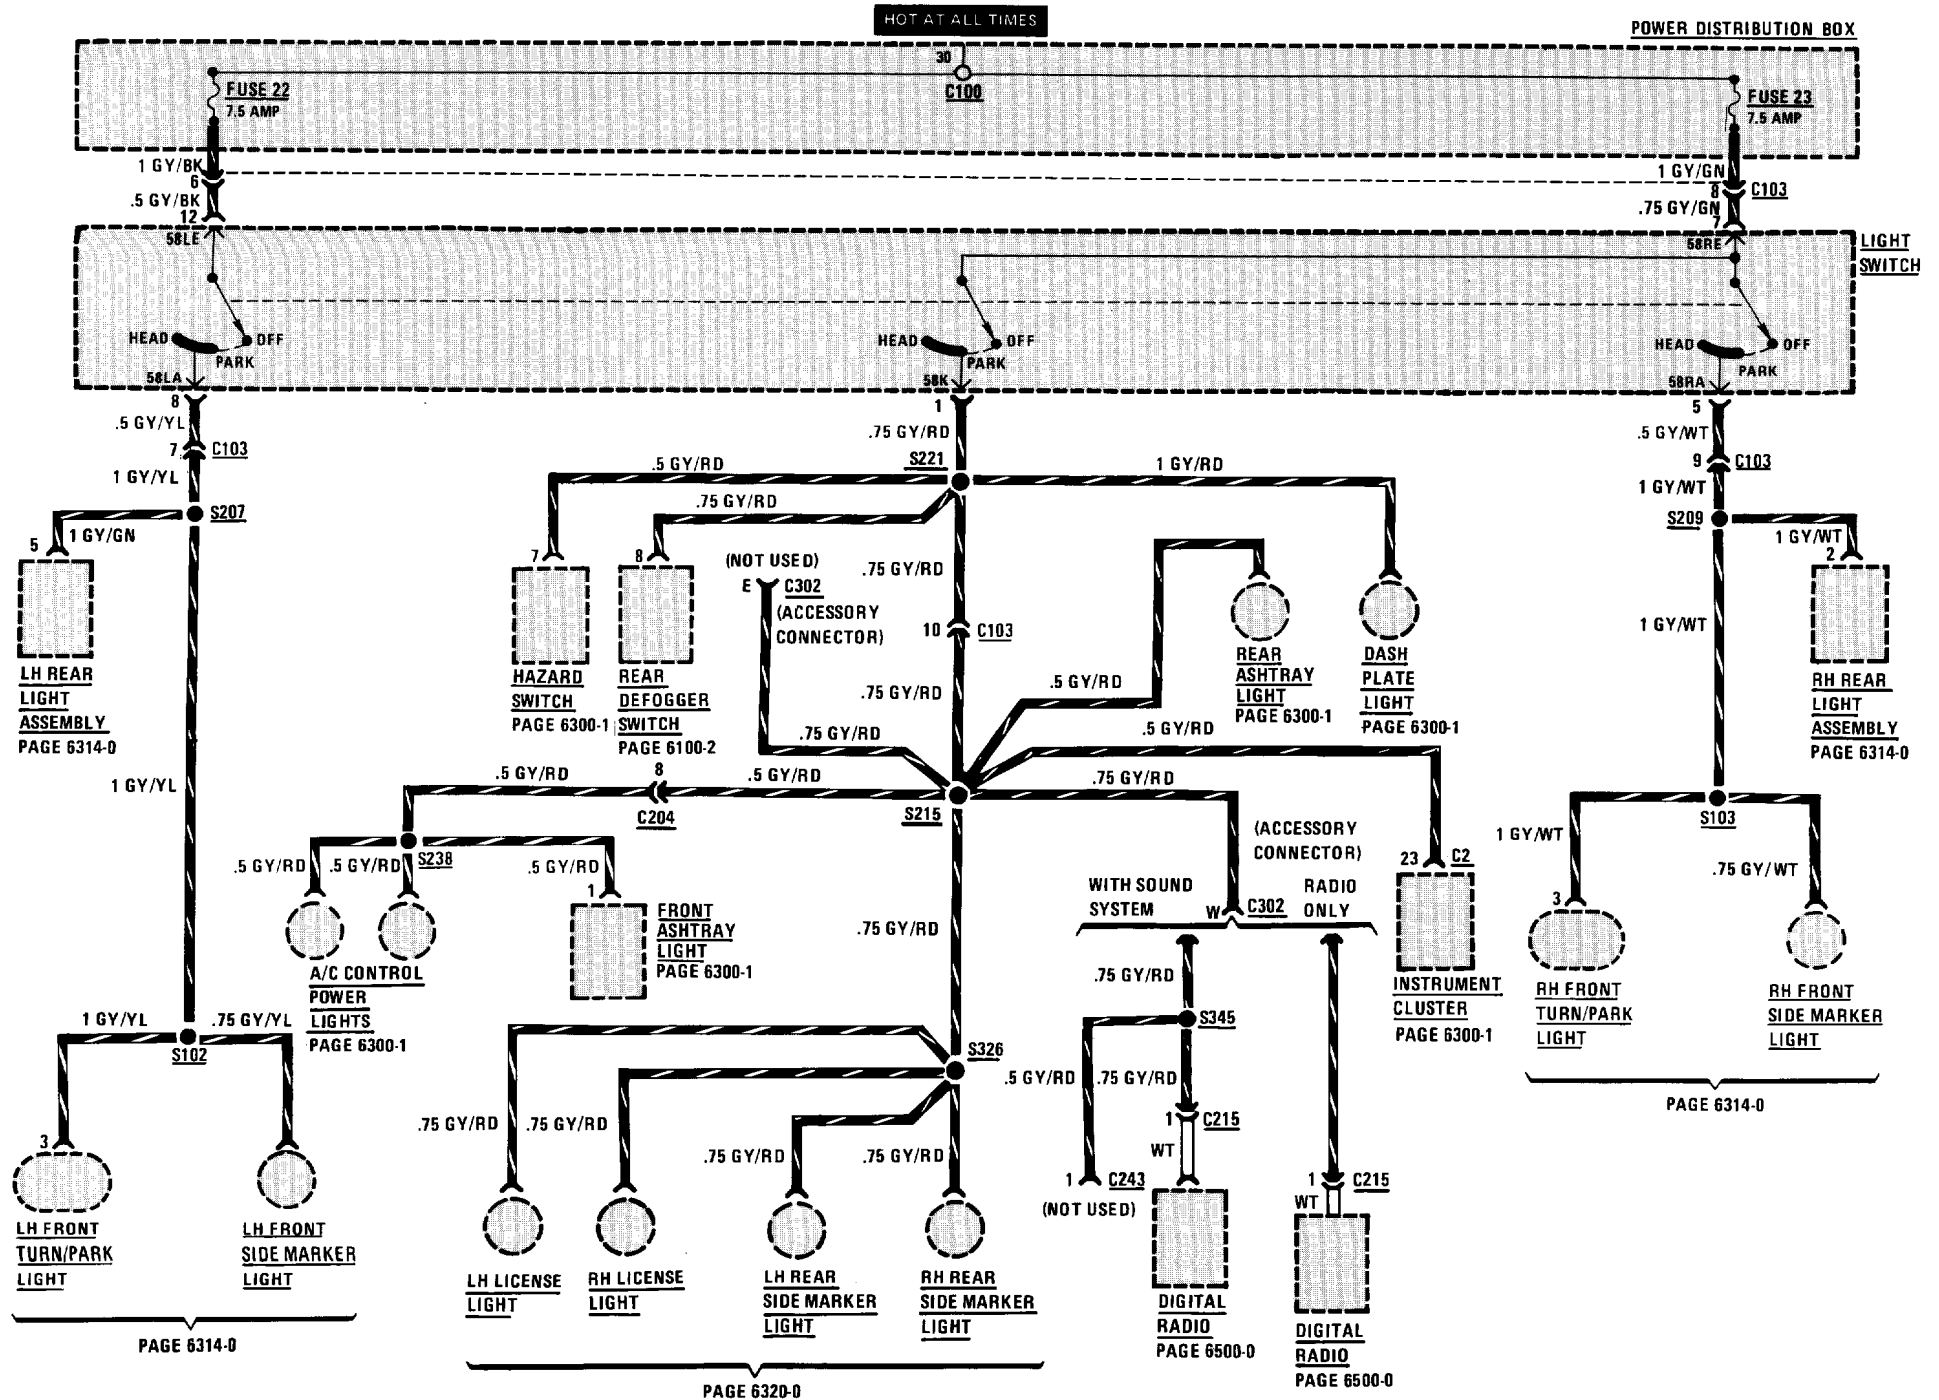 HOT AT ALL TIMES
POWER DISTRIBUTION BOX
30
C100
FUSE 22
7.5 AMP
FUSE 23
7.5 AMP
1 GY/BK
6
.5 GY/BK
12
58LE
1 GY/GN
8
C103
.75 GY/GN
7
58RE
LIGHT
SWITCH
HEAD
OFF
PARK
58LA
HEAD
OFF
PARK
58K
HEAD
OFF
PARK
58RA
8
.5 GY/YL
7
C103
1 GY/YL
S207
1 GY/GN
5
LH REAR
LIGHT
ASSEMBLY
PAGE 6314-0
1 GY/YL
1 GY/YL
.75 GY/YL
S102
3
LH FRONT
TURN/PARK
LIGHT
LH FRONT
SIDE MARKER
LIGHT
PAGE 6314-0
1
.75 GY/RD
S221
.5 GY/RD
1 GY/RD
.75 GY/RD
7
HAZARD
SWITCH
PAGE 6300-1
8
REAR
DEFOGGER
SWITCH
PAGE 6100-2
(NOT USED)
E
C302
(ACCESSORY
CONNECTOR)
.75 GY/RD
10
C103
.75 GY/RD
.5 GY/RD
REAR
ASHTRAY
LIGHT
PAGE 6300-1
DASH
PLATE
LIGHT
PAGE 6300-1
.75 GY/RD
.5 GY/RD
.5 GY/RD
8
C204
.5 GY/RD
.75 GY/RD
S215
S238
.5 GY/RD
.5 GY/RD
.5 GY/RD
1
A/C CONTROL
POWER
LIGHTS
PAGE 6300-1
FRONT
ASHTRAY
LIGHT
PAGE 6300-1
.75 GY/RD
(ACCESSORY
CONNECTOR)
WITH SOUND
SYSTEM
W
C302
RADIO
ONLY
23
C2
INSTRUMENT
CLUSTER
PAGE 6300-1
.75 GY/RD
S345
.5 GY/RD
.75 GY/RD
1
C215
WT
1
C243
(NOT USED)
DIGITAL
RADIO
PAGE 6500-0
1
C215
WT
DIGITAL
RADIO
PAGE 6500-0
S326
.75 GY/RD
.75 GY/RD
.75 GY/RD
.75 GY/RD
LH LICENSE
LIGHT
RH LICENSE
LIGHT
LH REAR
SIDE MARKER
LIGHT
RH REAR
SIDE MARKER
LIGHT
PAGE 6320-0
5
.5 GY/WT
9
C103
1 GY/WT
S209
1 GY/WT
2
RH REAR
LIGHT
ASSEMBLY
PAGE 6314-0
1 GY/WT
S103
1 GY/WT
.75 GY/WT
3
RH FRONT
TURN/PARK
LIGHT
RH FRONT
SIDE MARKER
LIGHT
PAGE 6314-0